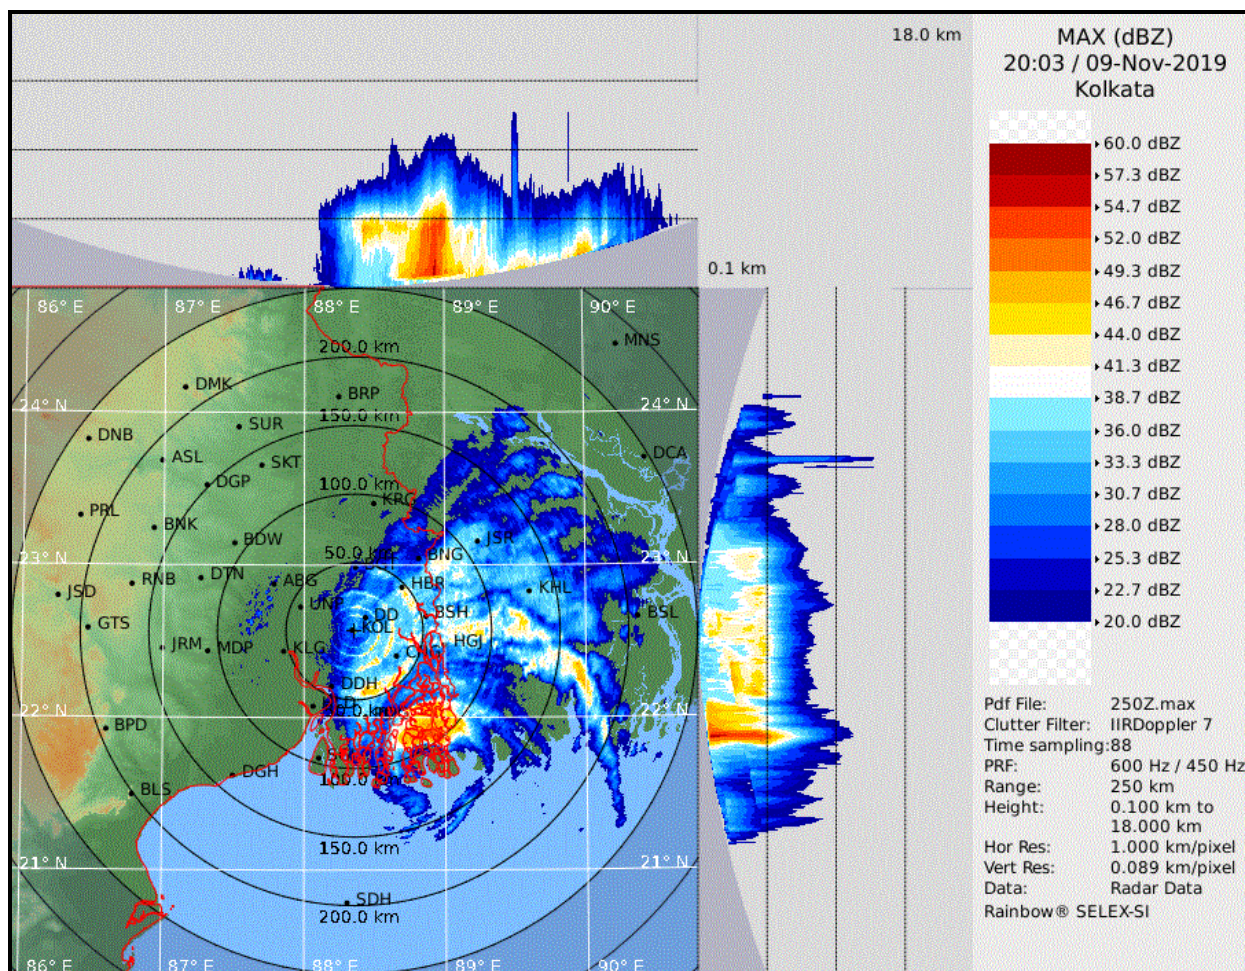 18.0 km
MAX (dBZ)
20:03 / 09-Nov-2019
Kolkata
60.0 dBZ
57.3 dBZ
54.7 dBZ
52.0 dBZ
49.3 dBZ
46.7 dBZ
44.0 dBZ
41.3 dBZ
38.7 dBZ
36.0 dBZ
33.3 dBZ
30.7 dBZ
28.0 dBZ
25.3 dBZ
22.7 dBZ
20.0 dBZ
Pdf File: 250Z.max
Clutter Filter: IIRDoppler 7
Time sampling:88
PRF: 600 Hz / 450 Hz
Range: 250 km
Height: 0.100 km to
18.000 km
Hor Res: 1.000 km/pixel
Vert Res: 0.089 km/pixel
Data: Radar Data
Rainbow® SELEX-SI
0.1 km
86° E 87° E 88° E 89° E 90° E
MNS
200.0 km
DMK
BRP
24° N 24° N
150.0 km
SUR
DNB
ASL
SKT
DCA
DGP
100.0 km
KRG
PRL
BNK
BDW
JSR
50.0 km
BNG
23° N 23° N
DTN
RNB
ABG
HBR
KHL
JSD
UNP
DD
BSH
BSL
GTS
KOL
HGJ
JRM
MDP
KLG
DDH
22° N 22° N
BPD
DGH
100.0 km
BLS
150.0 km
21° N 21° N
SDH
200.0 km
86° E 87° E 88° E 89° E 90° E